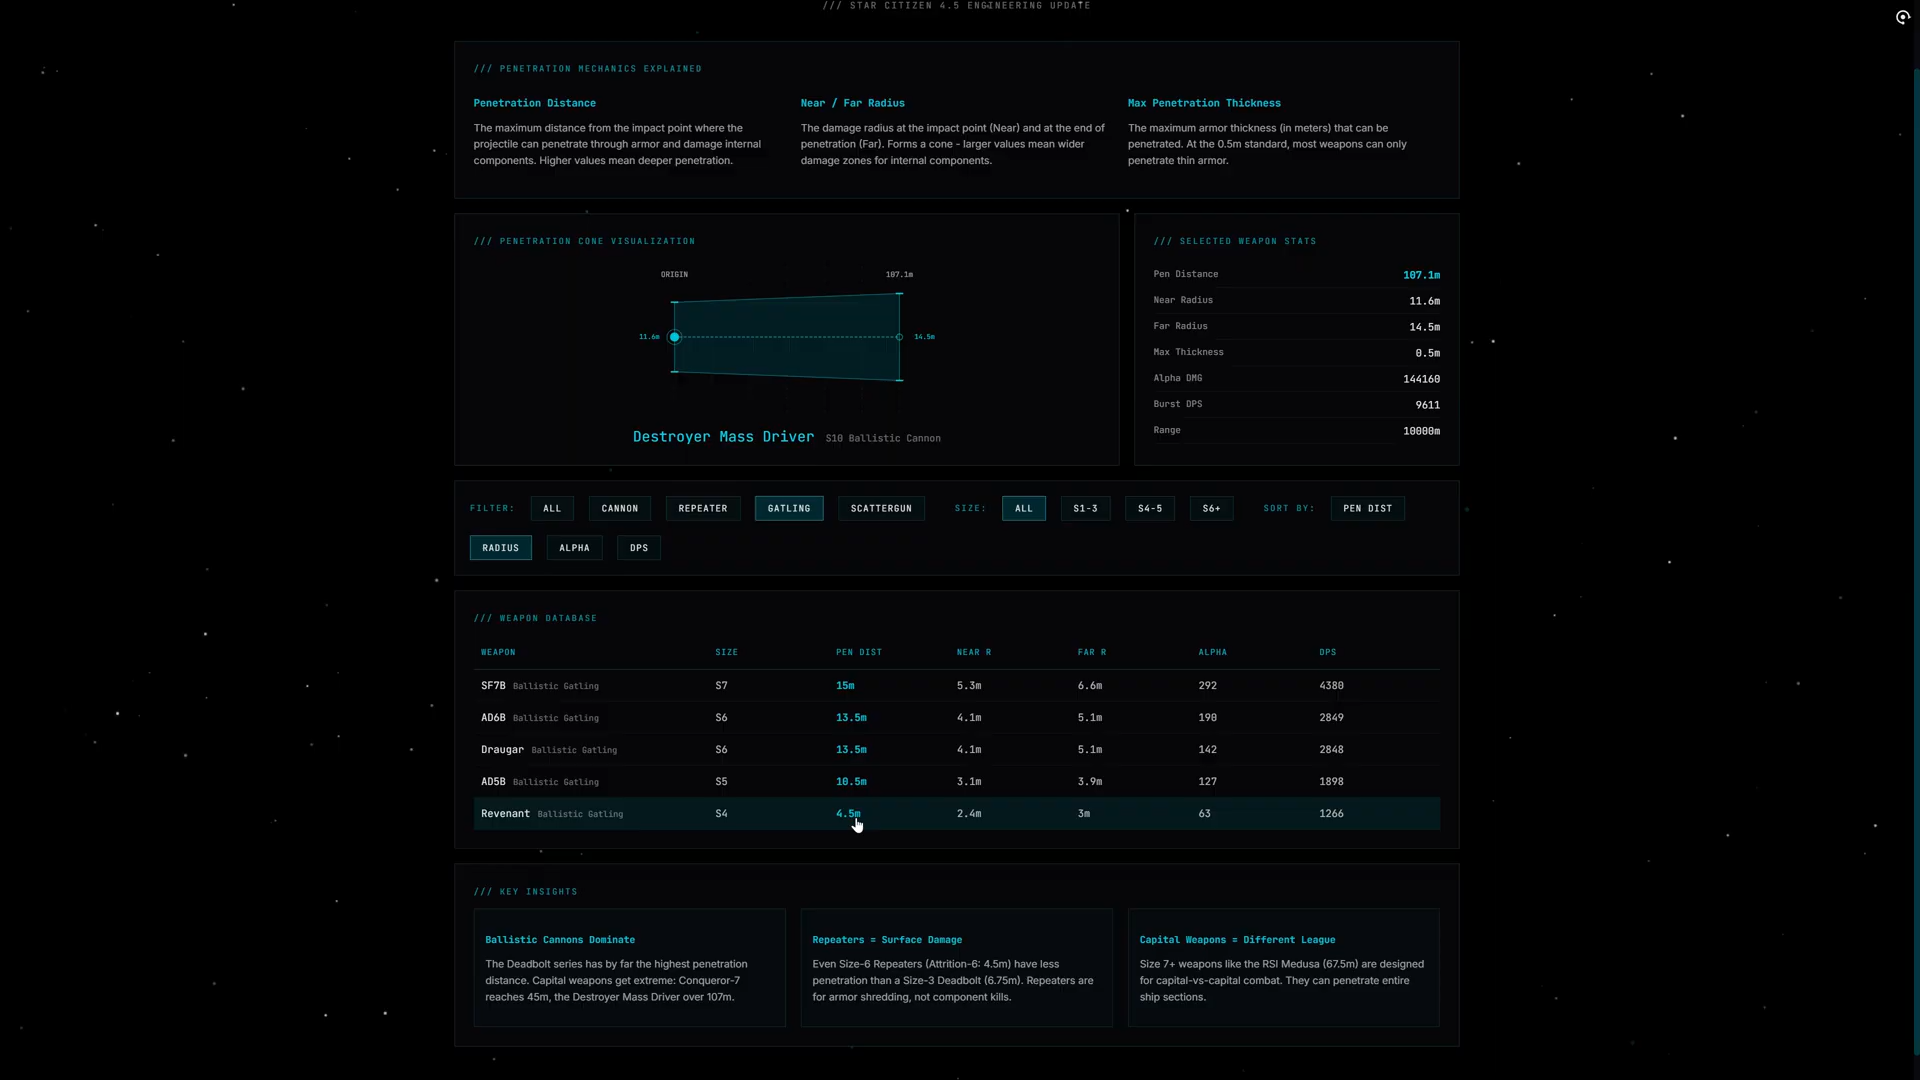 /// STAR CITIZEN 4.5 ENGINEERING UPDATE
/// PENETRATION MECHANICS EXPLAINED
Penetration Distance
The maximum distance from the impact point where the
projectile can penetrate through armor and damage internal
components. Higher values mean deeper penetration.
Near / Far Radius
The damage radius at the impact point (Near) and at the end of
penetration (Far). Forms a cone - larger values mean wider
damage zones for internal components.
Max Penetration Thickness
The maximum armor thickness (in meters) that can be
penetrated. At the 0.5m standard, most weapons can only
penetrate thin armor.
/// PENETRATION CONE VISUALIZATION
ORIGIN
107.1m
11.6m
14.5m
Destroyer Mass Driver S10 Ballistic Cannon
/// SELECTED WEAPON STATS
Pen Distance 107.1m
Near Radius 11.6m
Far Radius 14.5m
Max Thickness 0.5m
Alpha DMG 144160
Burst DPS 9611
Range 10000m
FILTER: ALL CANNON REPEATER GATLING SCATTERGUN SIZE: ALL S1-3 S4-5 S6+ SORT BY: PEN DIST
RADIUS ALPHA DPS
/// WEAPON DATABASE
WEAPON SIZE PEN DIST NEAR R FAR R ALPHA DPS
SF7B Ballistic Gatling S7 15m 5.3m 6.6m 292 4380
AD6B Ballistic Gatling S6 13.5m 4.1m 5.1m 190 2849
Draugar Ballistic Gatling S6 13.5m 4.1m 5.1m 142 2848
AD5B Ballistic Gatling S5 10.5m 3.1m 3.9m 127 1898
Revenant Ballistic Gatling S4 4.5m 2.4m 3m 63 1266
/// KEY INSIGHTS
Ballistic Cannons Dominate
The Deadbolt series has by far the highest penetration
distance. Capital weapons get extreme: Conqueror-7
reaches 45m, the Destroyer Mass Driver over 107m.
Repeaters = Surface Damage
Even Size-6 Repeaters (Attrition-6: 4.5m) have less
penetration than a Size-3 Deadbolt (6.75m). Repeaters are
for armor shredding, not component kills.
Capital Weapons = Different League
Size 7+ weapons like the RSI Medusa (67.5m) are designed
for capital-vs-capital combat. They can penetrate entire
ship sections.